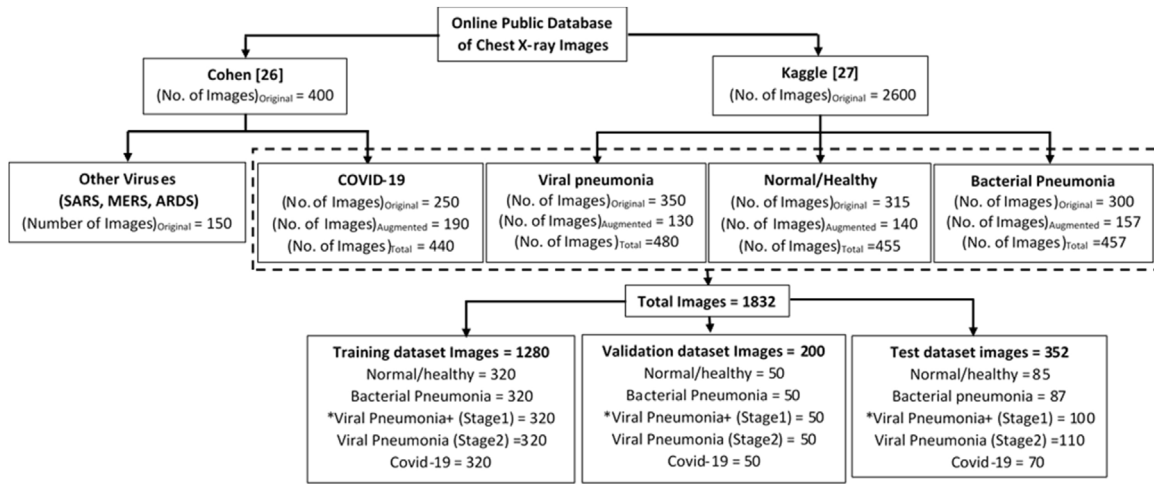 Online Public Database
of Chest X-ray Images
Cohen [26]
(No. of Images)Original = 400
Kaggle [27]
(No. of Images)Original = 2600
Other Viruses
(SARS, MERS, ARDS)
(Number of Images)Original = 150
COVID-19
(No. of Images)Original = 250
(No. of Images)Augmented = 190
(No. of Images)Total = 440
Viral pneumonia
(No. of Images)Original = 350
(No. of Images)Augmented = 130
(No. of Images)Total =480
Normal/Healthy
(No. of Images)Original = 315
(No. of Images)Augmented = 140
(No. of Images)Total = 455
Bacterial Pneumonia
(No. of Images)Original = 300
(No. of Images)Augmented = 157
(No. of Images)Total = 457
Total Images = 1832
Training dataset Images = 1280
Normal/healthy = 320
Bacterial Pneumonia = 320
*Viral Pneumonia+ (Stage1) = 320
Viral Pneumonia (Stage2) =320
Covid-19 = 320
Validation dataset Images = 200
Normal/healthy = 50
Bacterial Pneumonia = 50
*Viral Pneumonia+ (Stage1) = 50
Viral Pneumonia (Stage2) = 50
Covid-19 = 50
Test dataset images = 352
Normal/healthy = 85
Bacterial pneumonia = 87
*Viral Pneumonia+ (Stage1) = 100
Viral Pneumonia (Stage2) =110
Covid-19 = 70